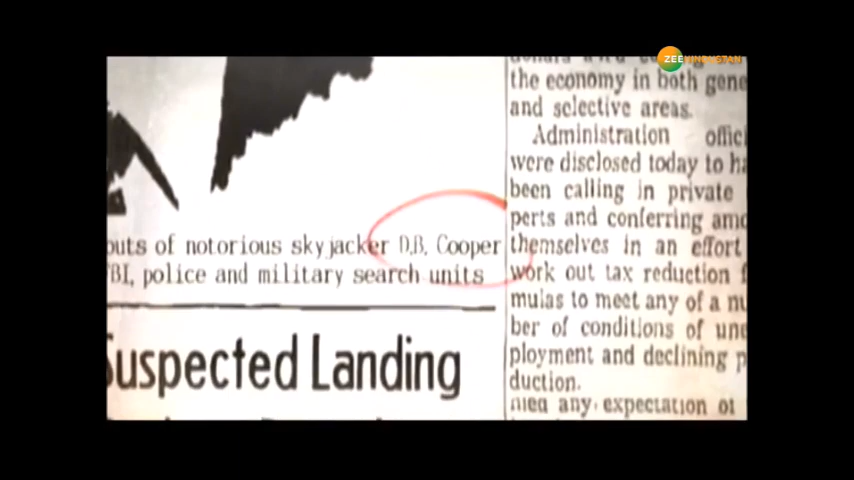 ZEE HINDUSTAN
outs of notorious skyjacker D.B. Cooper
FBI, police and military search units
Suspected Landing
the economy in both gene
and selective areas.
Administration offici
were disclosed today to ha
been calling in private
perts and conferring amo
themselves in an effort
work out tax reduction f
mulas to meet any of a nu
ber of conditions of une
ployment and declining p
duction.
any expectation of